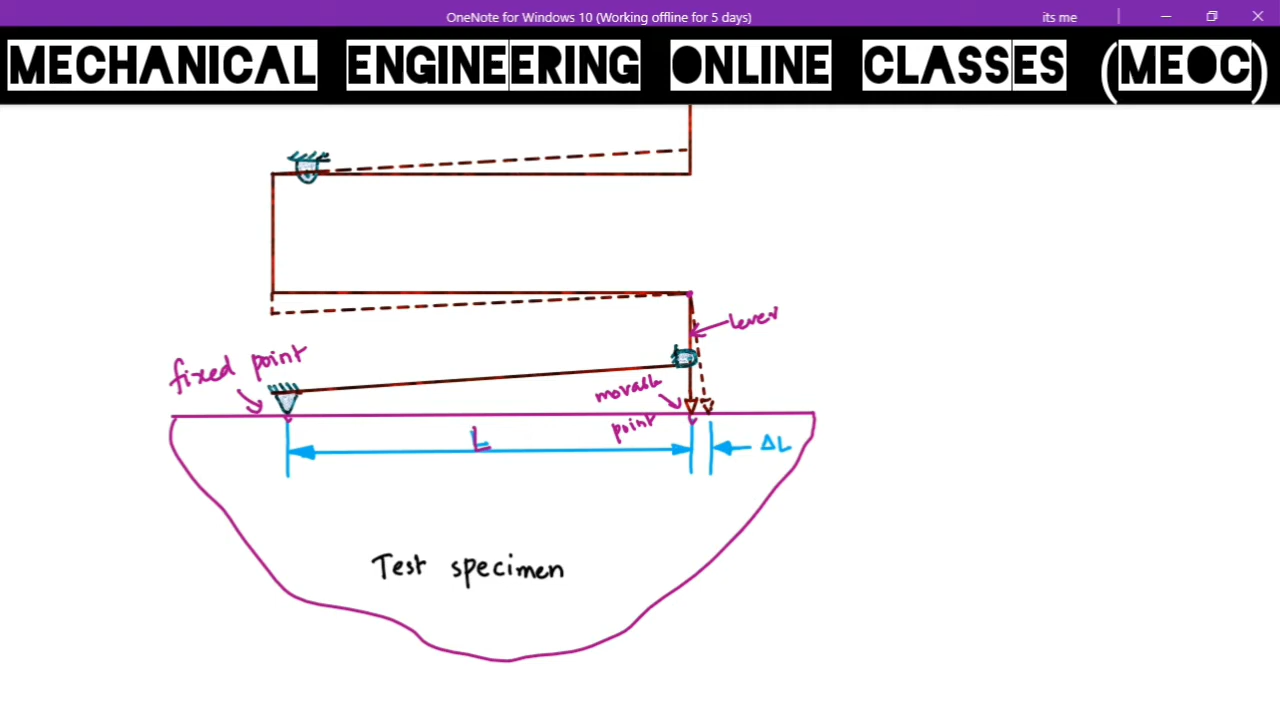 OneNote for Windows 10 (Working offline for 5 days)
its me
MECHANICAL ENGINEERING ONLINE CLASSES (MEOC)
lever
fixed point
movable
point
L
ΔL
Test specimen